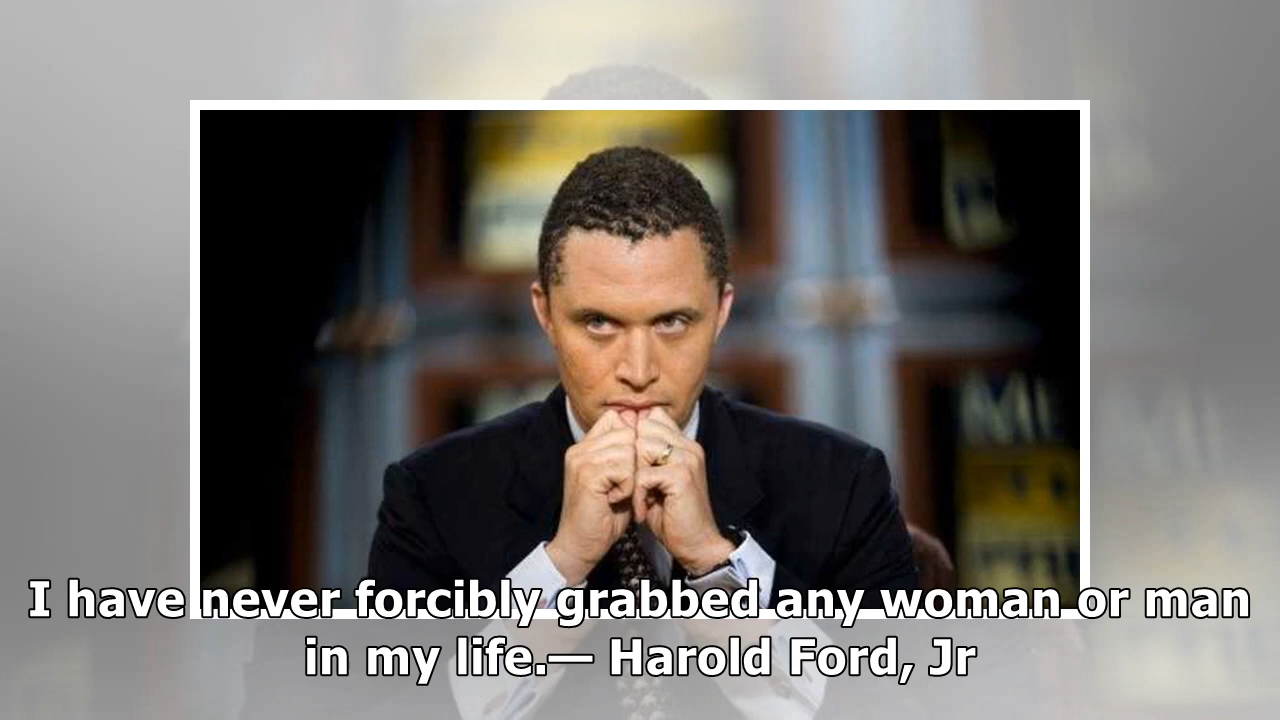 I have never forcibly grabbed any woman or man
in my life.— Harold Ford, Jr